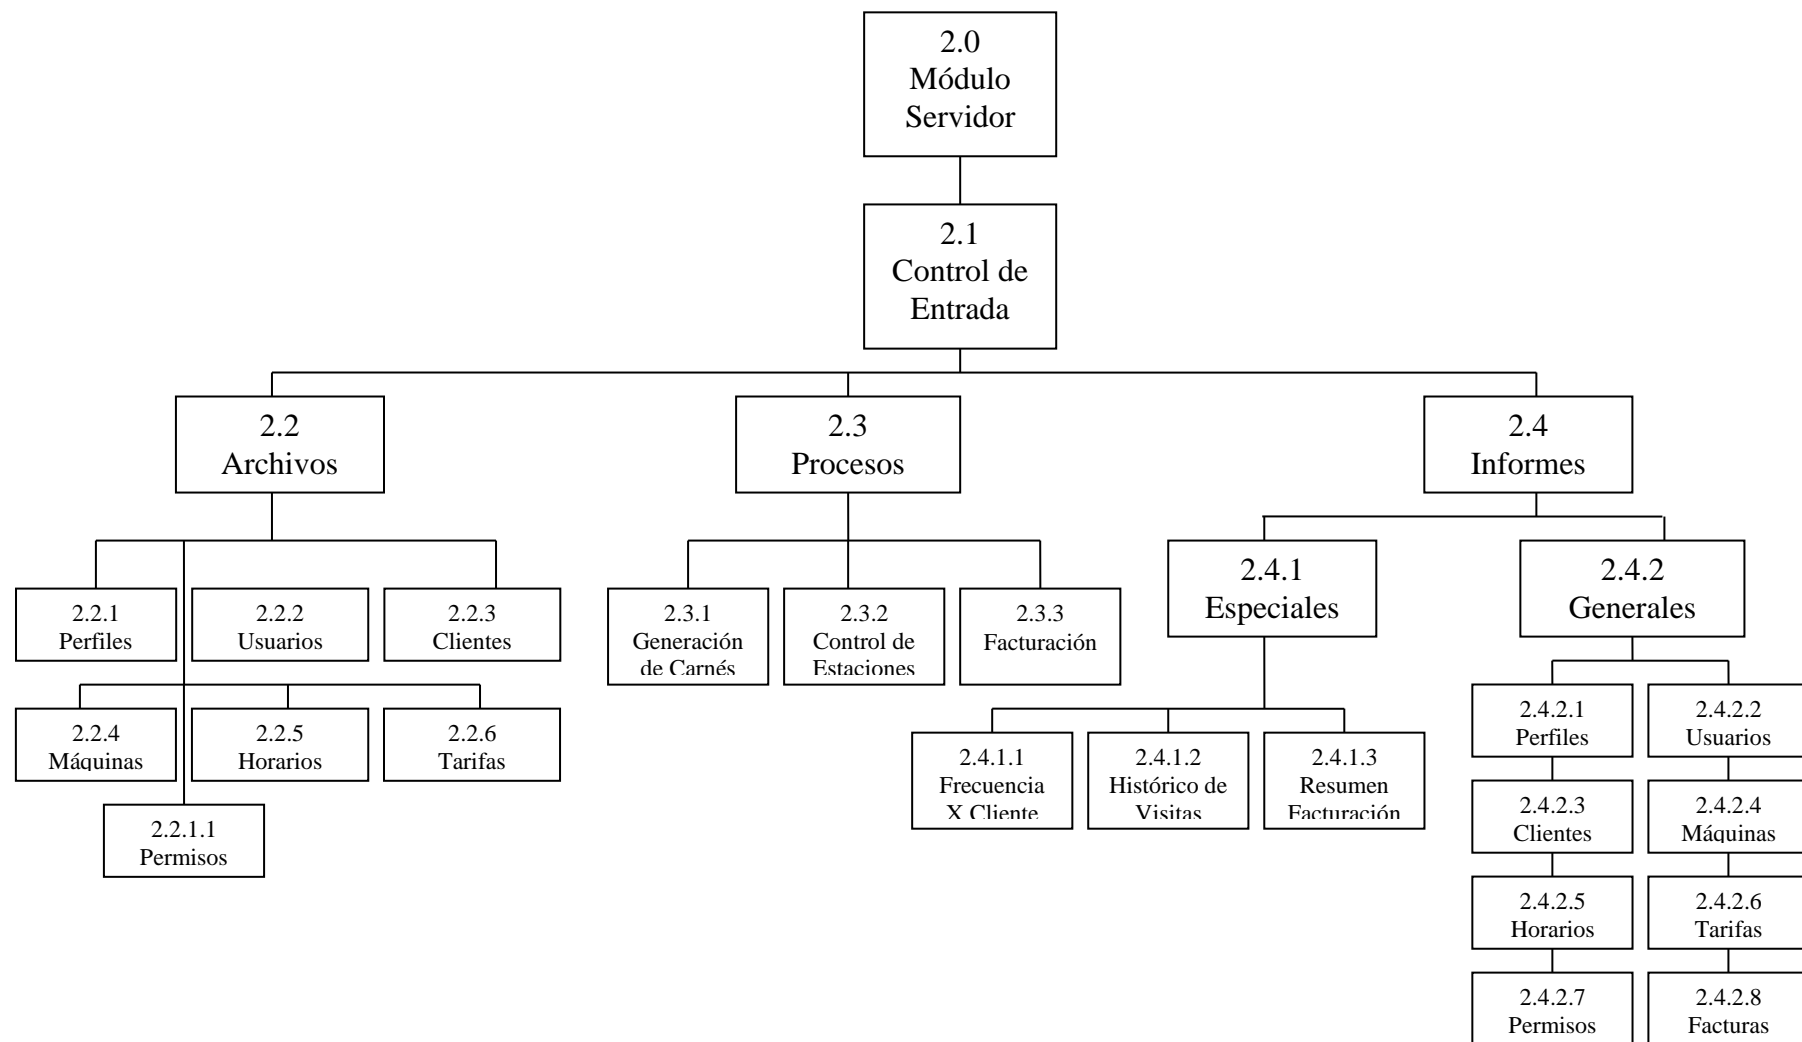 2.0
Módulo
Servidor
2.1
Control de
Entrada
2.2
Archivos
2.3
Procesos
2.4
Informes
2.4.1
Especiales
2.4.2
Generales
2.2.1
Perfiles
2.2.2
Usuarios
2.2.3
Clientes
2.3.1
Generación
de Carnés
2.3.2
Control de
Estaciones
2.3.3
Facturación
2.2.4
Máquinas
2.2.5
Horarios
2.2.6
Tarifas
2.2.1.1
Permisos
2.4.1.1
Frecuencia
X Cliente
2.4.1.2
Histórico de
Visitas
2.4.1.3
Resumen
Facturación
2.4.2.1
Perfiles
2.4.2.2
Usuarios
2.4.2.3
Clientes
2.4.2.4
Máquinas
2.4.2.5
Horarios
2.4.2.6
Tarifas
2.4.2.7
Permisos
2.4.2.8
Facturas